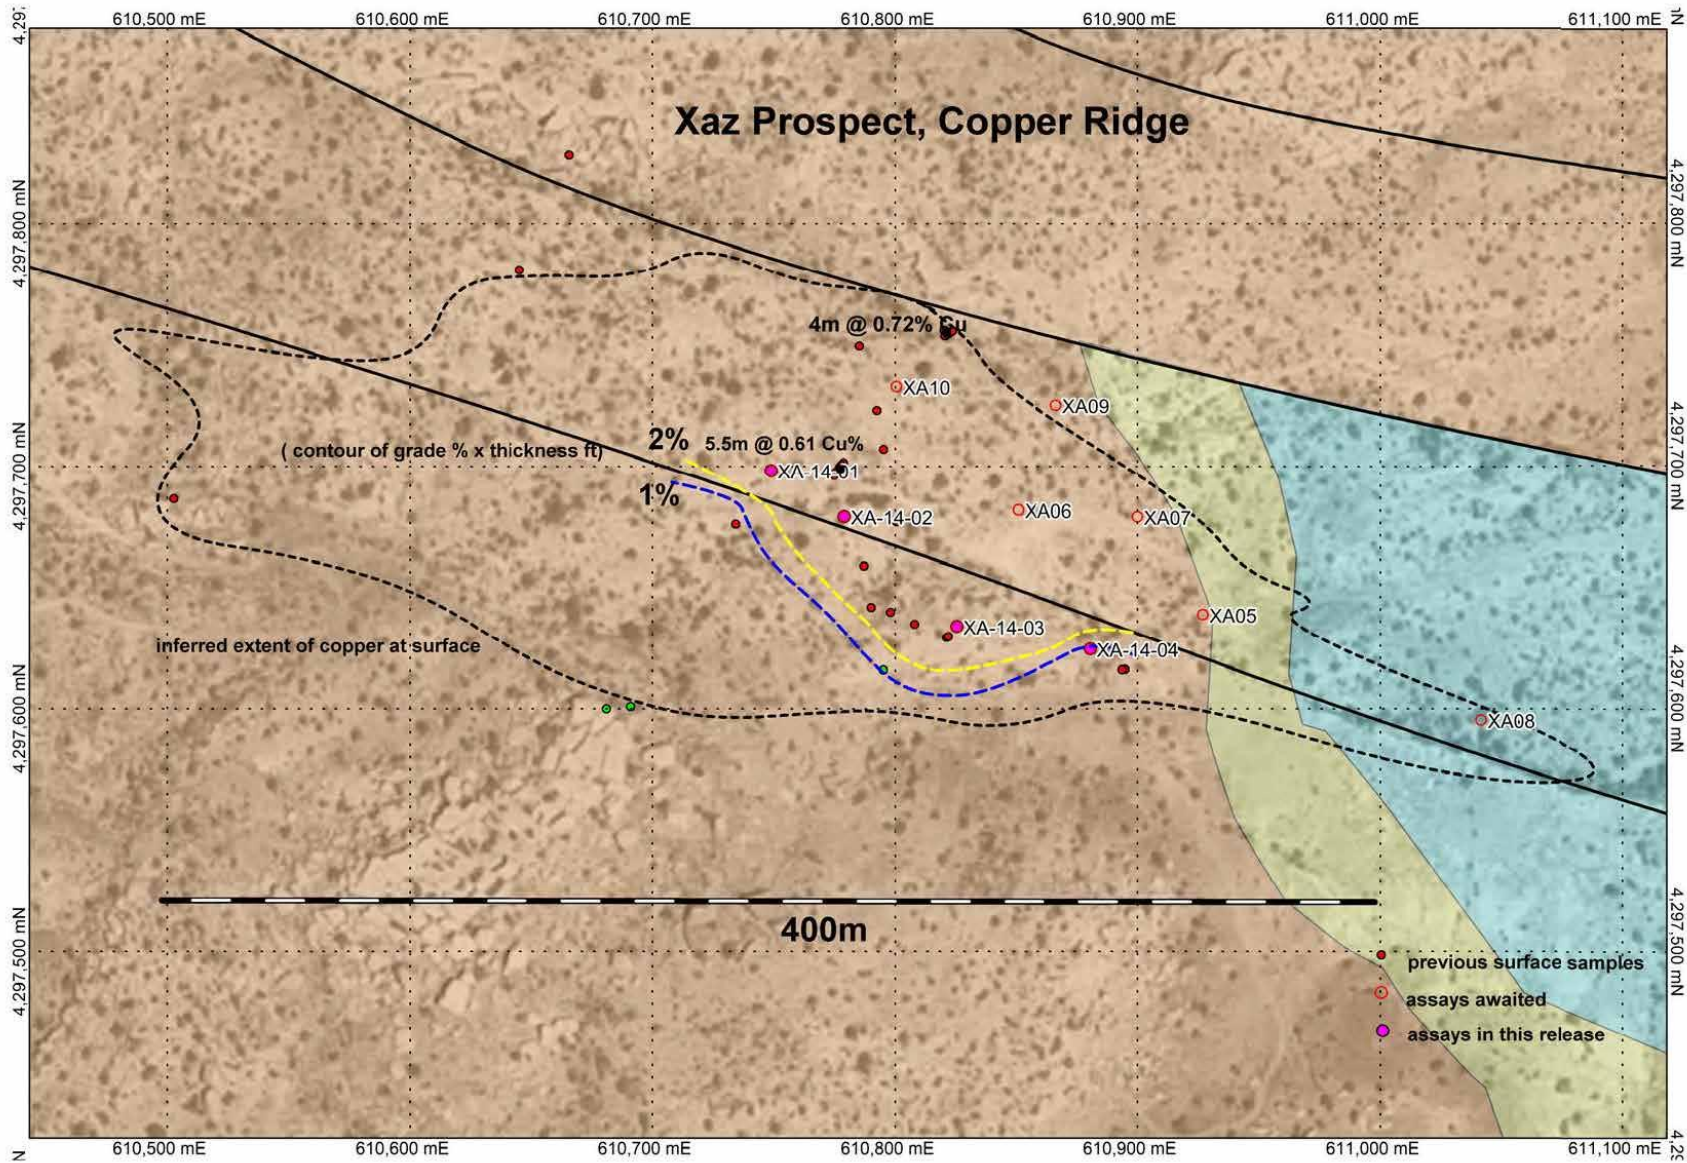 610,500 mE
610,600 mE
610,700 mE
610,800 mE
610,900 mE
611,000 mE
611,100 mE
Xaz Prospect, Copper Ridge
4,297,800 mN
4,297,800 mN
4m @ 0.72% Cu
XA10
XA09
2%
5.5m @ 0.61 Cu%
( contour of grade % x thickness ft)
4,297,700 mN
4,297,700 mN
XA-14-01
1%
XA06
XA07
XA-14-02
XA05
XA-14-03
inferred extent of copper at surface
XA-14-04
4,297,600 mN
4,297,600 mN
XA08
400m
4,297,500 mN
4,297,500 mN
previous surface samples
assays awaited
assays in this release
610,500 mE
610,600 mE
610,700 mE
610,800 mE
610,900 mE
611,000 mE
611,100 mE